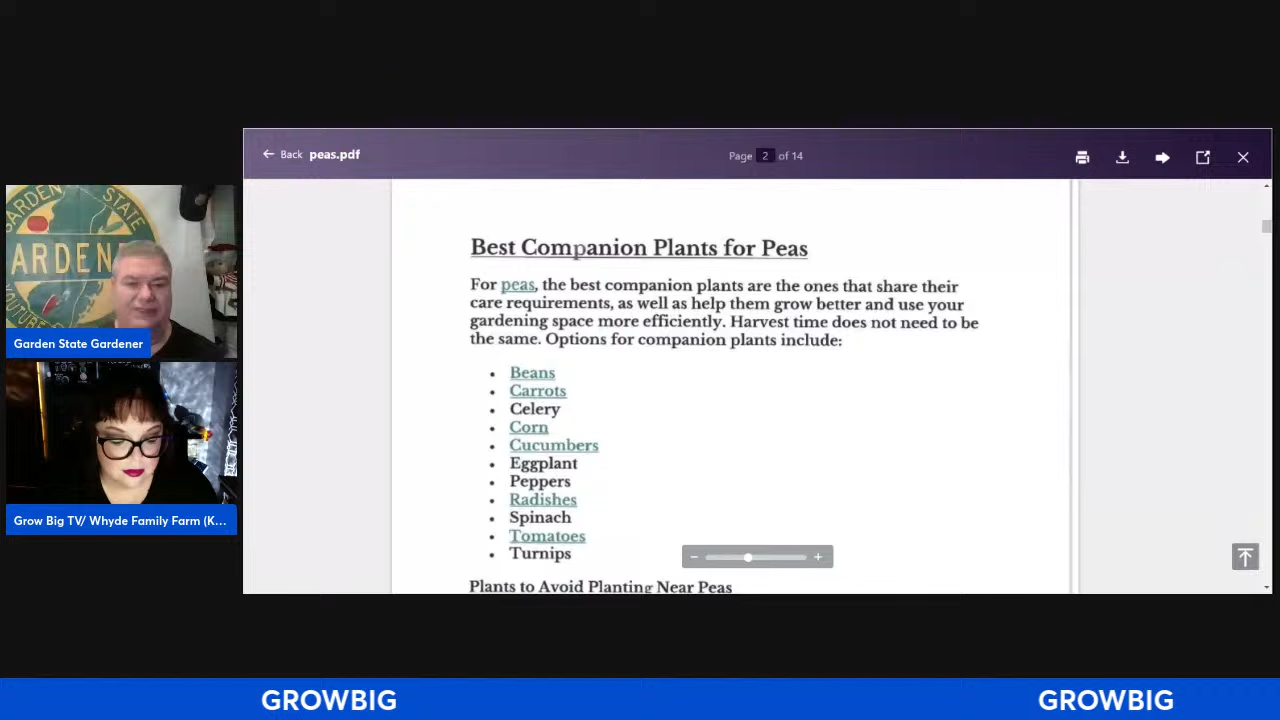 Back peas.pdf
Page 2 of 14
GARDEN STATE
ARDENE
YOUTUBE
Garden State Gardener
Grow Big TV/ Whyde Family Farm (K...
Best Companion Plants for Peas
For peas, the best companion plants are the ones that share their
care requirements, as well as help them grow better and use your
gardening space more efficiently. Harvest time does not need to be
the same. Options for companion plants include:
• Beans
• Carrots
• Celery
• Corn
• Cucumbers
• Eggplant
• Peppers
• Radishes
• Spinach
• Tomatoes
• Turnips
Plants to Avoid Planting Near Peas
GROWBIG
GROWBIG